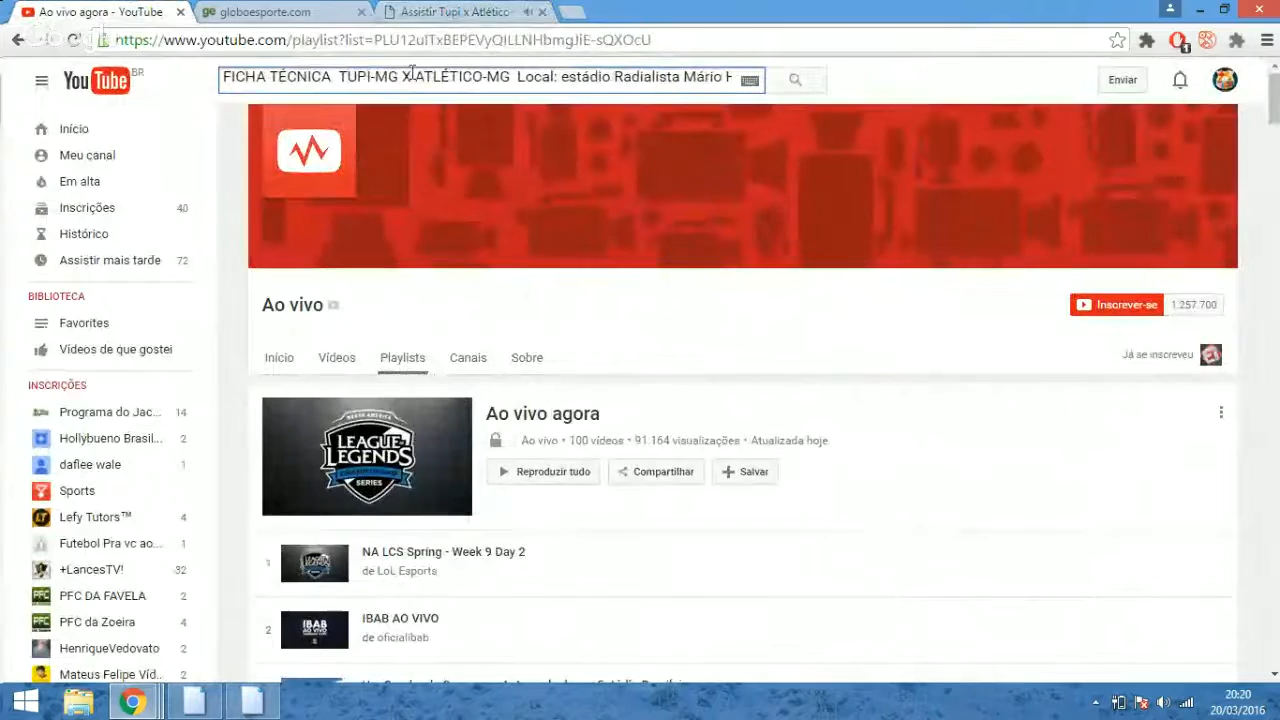 Ao vivo agora - YouTube
globoesporte.com
Assistir Tupi x Atlético-
https://www.youtube.com/playlist?list=
YouTube BR
FICHA TÉCNICA TUPI-MG X ATLÉTICO-MG Local: estádio Radialista Mário H
Enviar
Início
Meu canal
Em alta
Inscrições 40
Histórico
Assistir mais tarde 72
BIBLIOTECA
Favorites
Vídeos de que gostei
INSCRIÇÕES
Programa do Jac... 14
Hollybueno Brasil... 2
dafiee wale 1
Sports
Lefy Tutors™ 4
Futebol Pra vc ao... 1
+LancesTV! 32
PFC DA FAVELA 2
PFC da Zoeira 4
HenriqueVedovato 2
Mateus Felipe Víd... 2
Ao vivo
Inscrever-se 1.257.700
Início Vídeos Playlists Canais Sobre
Já se inscreveu
LEAGUE
LEGENDS
SERIES
Ao vivo agora
Ao vivo • 100 vídeos • 91.164 visualizações • Atualizada hoje
Reproduzir tudo Compartilhar Salvar
1 NA LCS Spring - Week 9 Day 2
de LoL Esports
2 IBAB AO VIVO
de oficialibab
IBAB
AO VIVO
20:20
20/03/2016